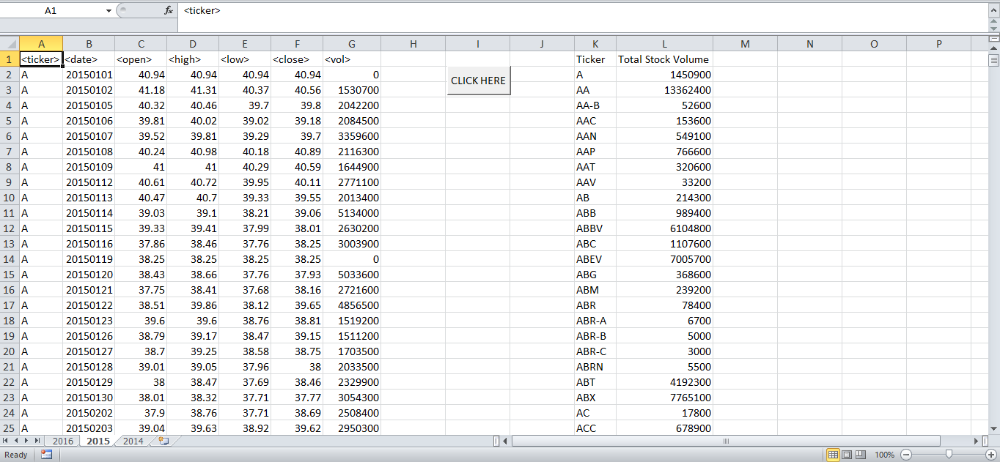 A1 fx <ticker>
A B C D E F G H I J K L M N O P
1 <ticker> <date> <open> <high> <low> <close> <vol> Ticker Total Stock Volume
2 A 20150101 40.94 40.94 40.94 40.94 0 A 1450900
CLICK HERE
3 A 20150102 41.18 41.31 40.37 40.56 1530700 AA 13362400
4 A 20150105 40.32 40.46 39.7 39.8 2042200 AA-B 52600
5 A 20150106 39.81 40.02 39.02 39.18 2084500 AAC 153600
6 A 20150107 39.52 39.81 39.29 39.7 3359600 AAN 549100
7 A 20150108 40.24 40.98 40.18 40.89 2116300 AAP 766600
8 A 20150109 41 41 40.29 40.59 1644900 AAT 320600
9 A 20150112 40.61 40.72 39.95 40.11 2771100 AAV 33200
10 A 20150113 40.47 40.7 39.33 39.55 2013400 AB 214300
11 A 20150114 39.03 39.1 38.21 39.06 5134000 ABB 989400
12 A 20150115 39.33 39.41 37.99 38.01 2630200 ABBV 6104800
13 A 20150116 37.86 38.46 37.76 38.25 3003900 ABC 1107600
14 A 20150119 38.25 38.25 38.25 38.25 0 ABEV 7005700
15 A 20150120 38.43 38.66 37.76 37.93 5033600 ABG 368600
16 A 20150121 37.75 38.41 37.68 38.16 2721600 ABM 239200
17 A 20150122 38.51 39.86 38.12 39.65 4856500 ABR 78400
18 A 20150123 39.6 39.6 38.76 38.81 1519200 ABR-A 6700
19 A 20150126 38.79 39.17 38.47 39.15 1511200 ABR-B 5000
20 A 20150127 38.7 39.25 38.58 38.75 1703500 ABR-C 3000
21 A 20150128 39.01 39.05 37.96 38 2033500 ABRN 5500
22 A 20150129 38 38.47 37.69 38.46 2329900 ABT 4192300
23 A 20150130 38.01 38.32 37.71 37.77 3054300 ABX 7765100
24 A 20150202 37.9 38.76 37.71 38.69 2508400 AC 17800
25 A 20150203 39.04 39.63 38.92 39.62 2950300 ACC 678900
2016 2015 2014
Ready 100%